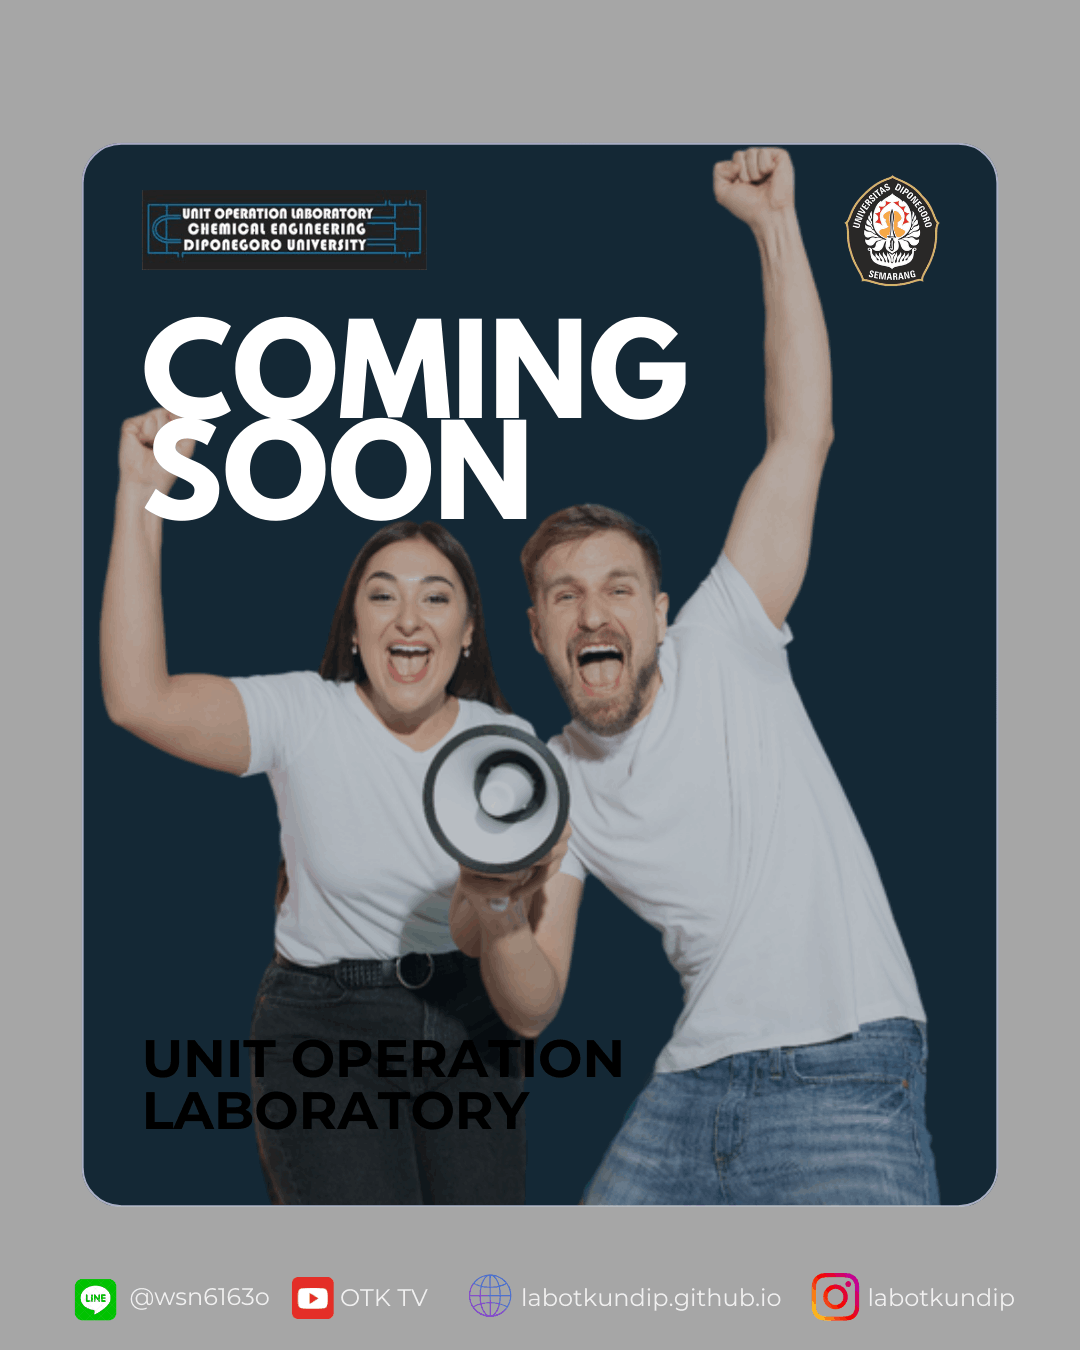 UNIT OPERATION LABORATORY
CHEMICAL ENGINEERING
DIPONEGORO UNIVERSITY
UNIVERSITAS DIPONEGORO
SEMARANG
COMING
SOON
UNIT OPERATION
LABORATORY
LINE
@wsn6163o
OTK TV
labotkundip.github.io
labotkundip